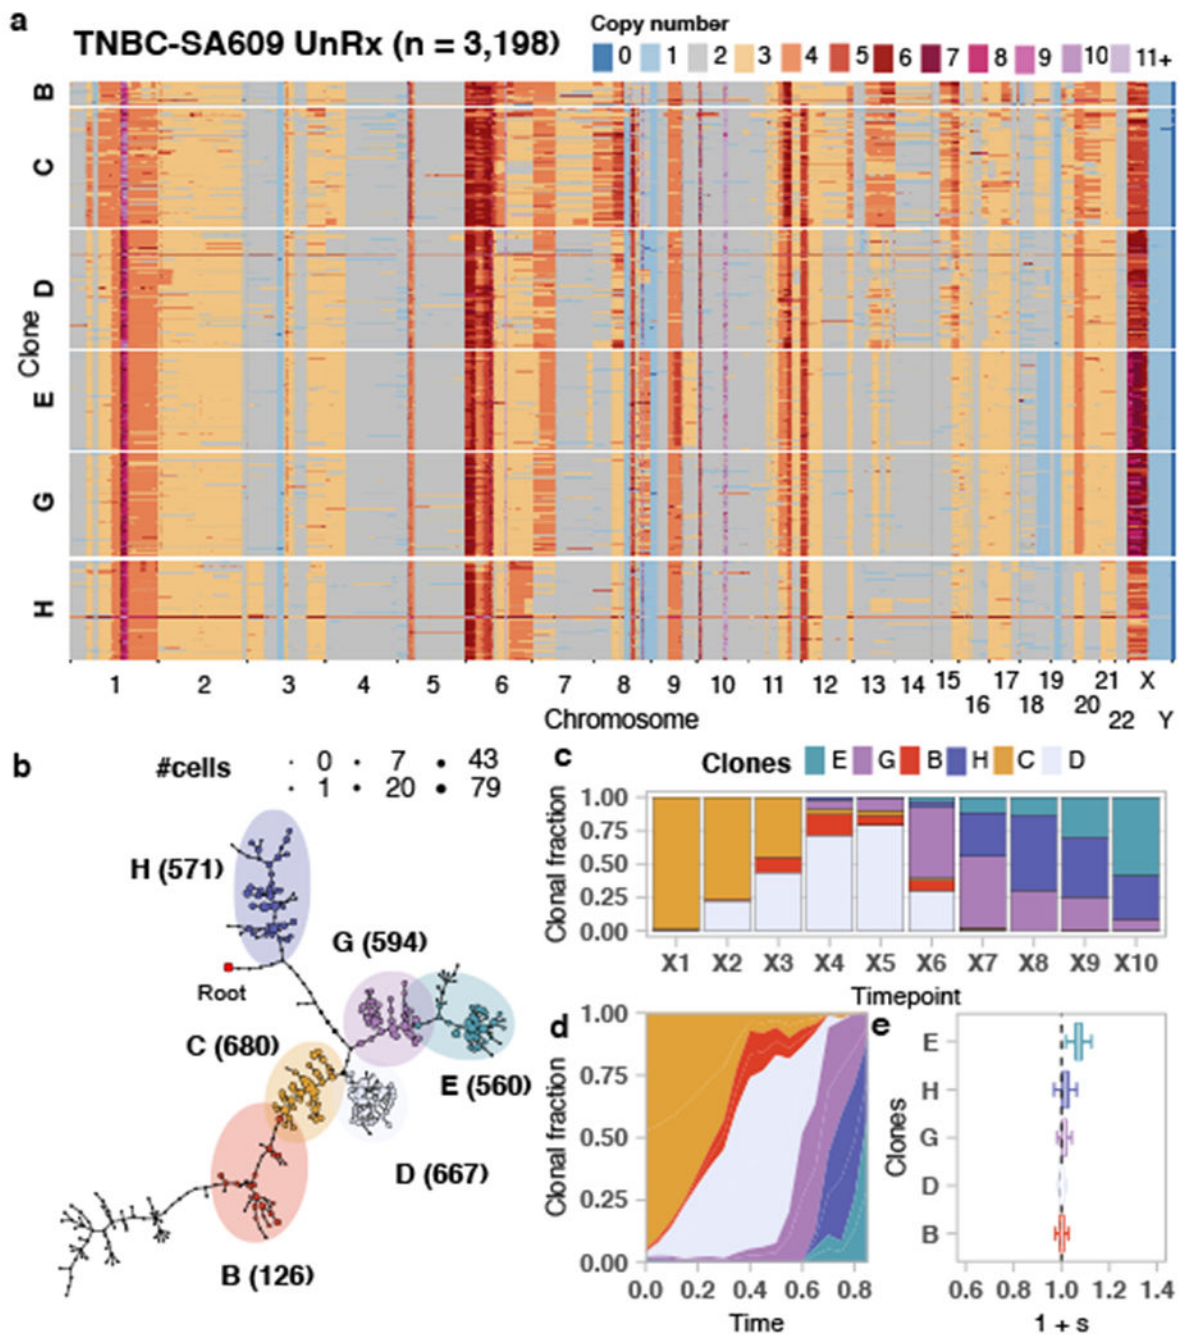 a
TNBC-SA609 UnRx (n = 3,198)
Copy number
0 1 2 3 4 5 6 7 8 9 10 11+
B
C
D
E
G
H
Clone
1 2 3 4 5 6 7 8 9 10 11 12 13 14 15 16 17 18 19 20 21 22 X Y
Chromosome
b
#cells
0 7 43
1 20 79
H (571)
G (594)
Root
C (680)
E (560)
D (667)
B (126)
c
Clones E G B H C D
Clonal fraction
1.00
0.75
0.50
0.25
0.00
X1 X2 X3 X4 X5 X6 X7 X8 X9 X10
Timepoint
d
Clonal fraction
1.00
0.75
0.50
0.25
0.00
0.0 0.2 0.4 0.6 0.8
Time
e
Clones
E
H
G
D
B
0.6 0.8 1.0 1.2 1.4
1 + s